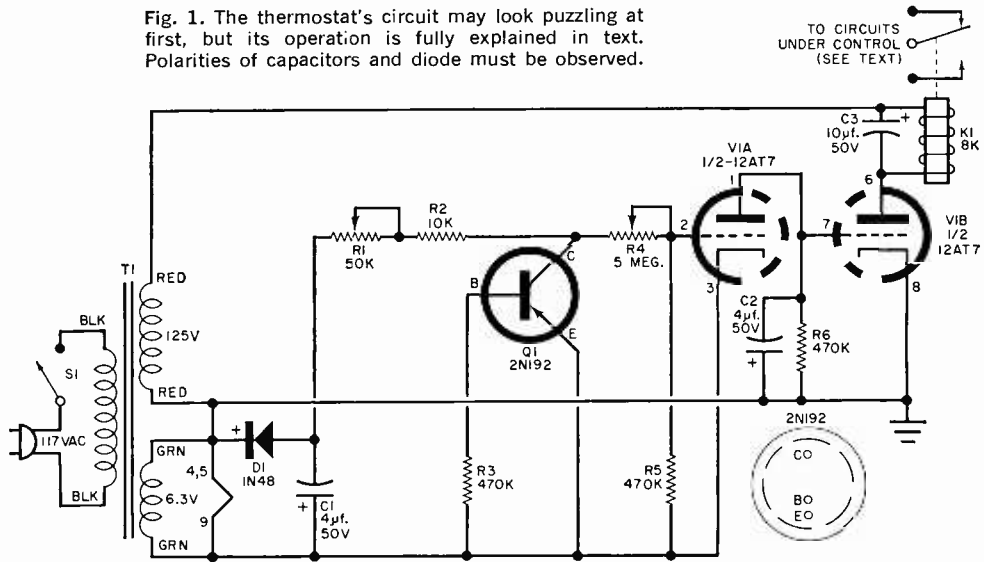 Fig. 1. The thermostat's circuit may look puzzling at
first, but its operation is fully explained in text.
Polarities of capacitors and diode must be observed.
TO CIRCUITS
UNDER CONTROL
(SEE TEXT)
C3
10µf.
50V
+
K1
8K
V1A
1/2-12AT7
1
2
3
6
7
8
V1B
1/2
12AT7
R1
50K
R2
10K
R4
5 MEG.
B
C
E
Q1
2N192
C2
4µf.
50V
+
R6
470K
T1
RED
125V
RED
BLK
S1
117VAC
BLK
GRN
6.3V
GRN
4,5
9
+
D1
1N48
C1
4µf.
50V
+
R3
470K
R5
470K
2N192
C
B
E